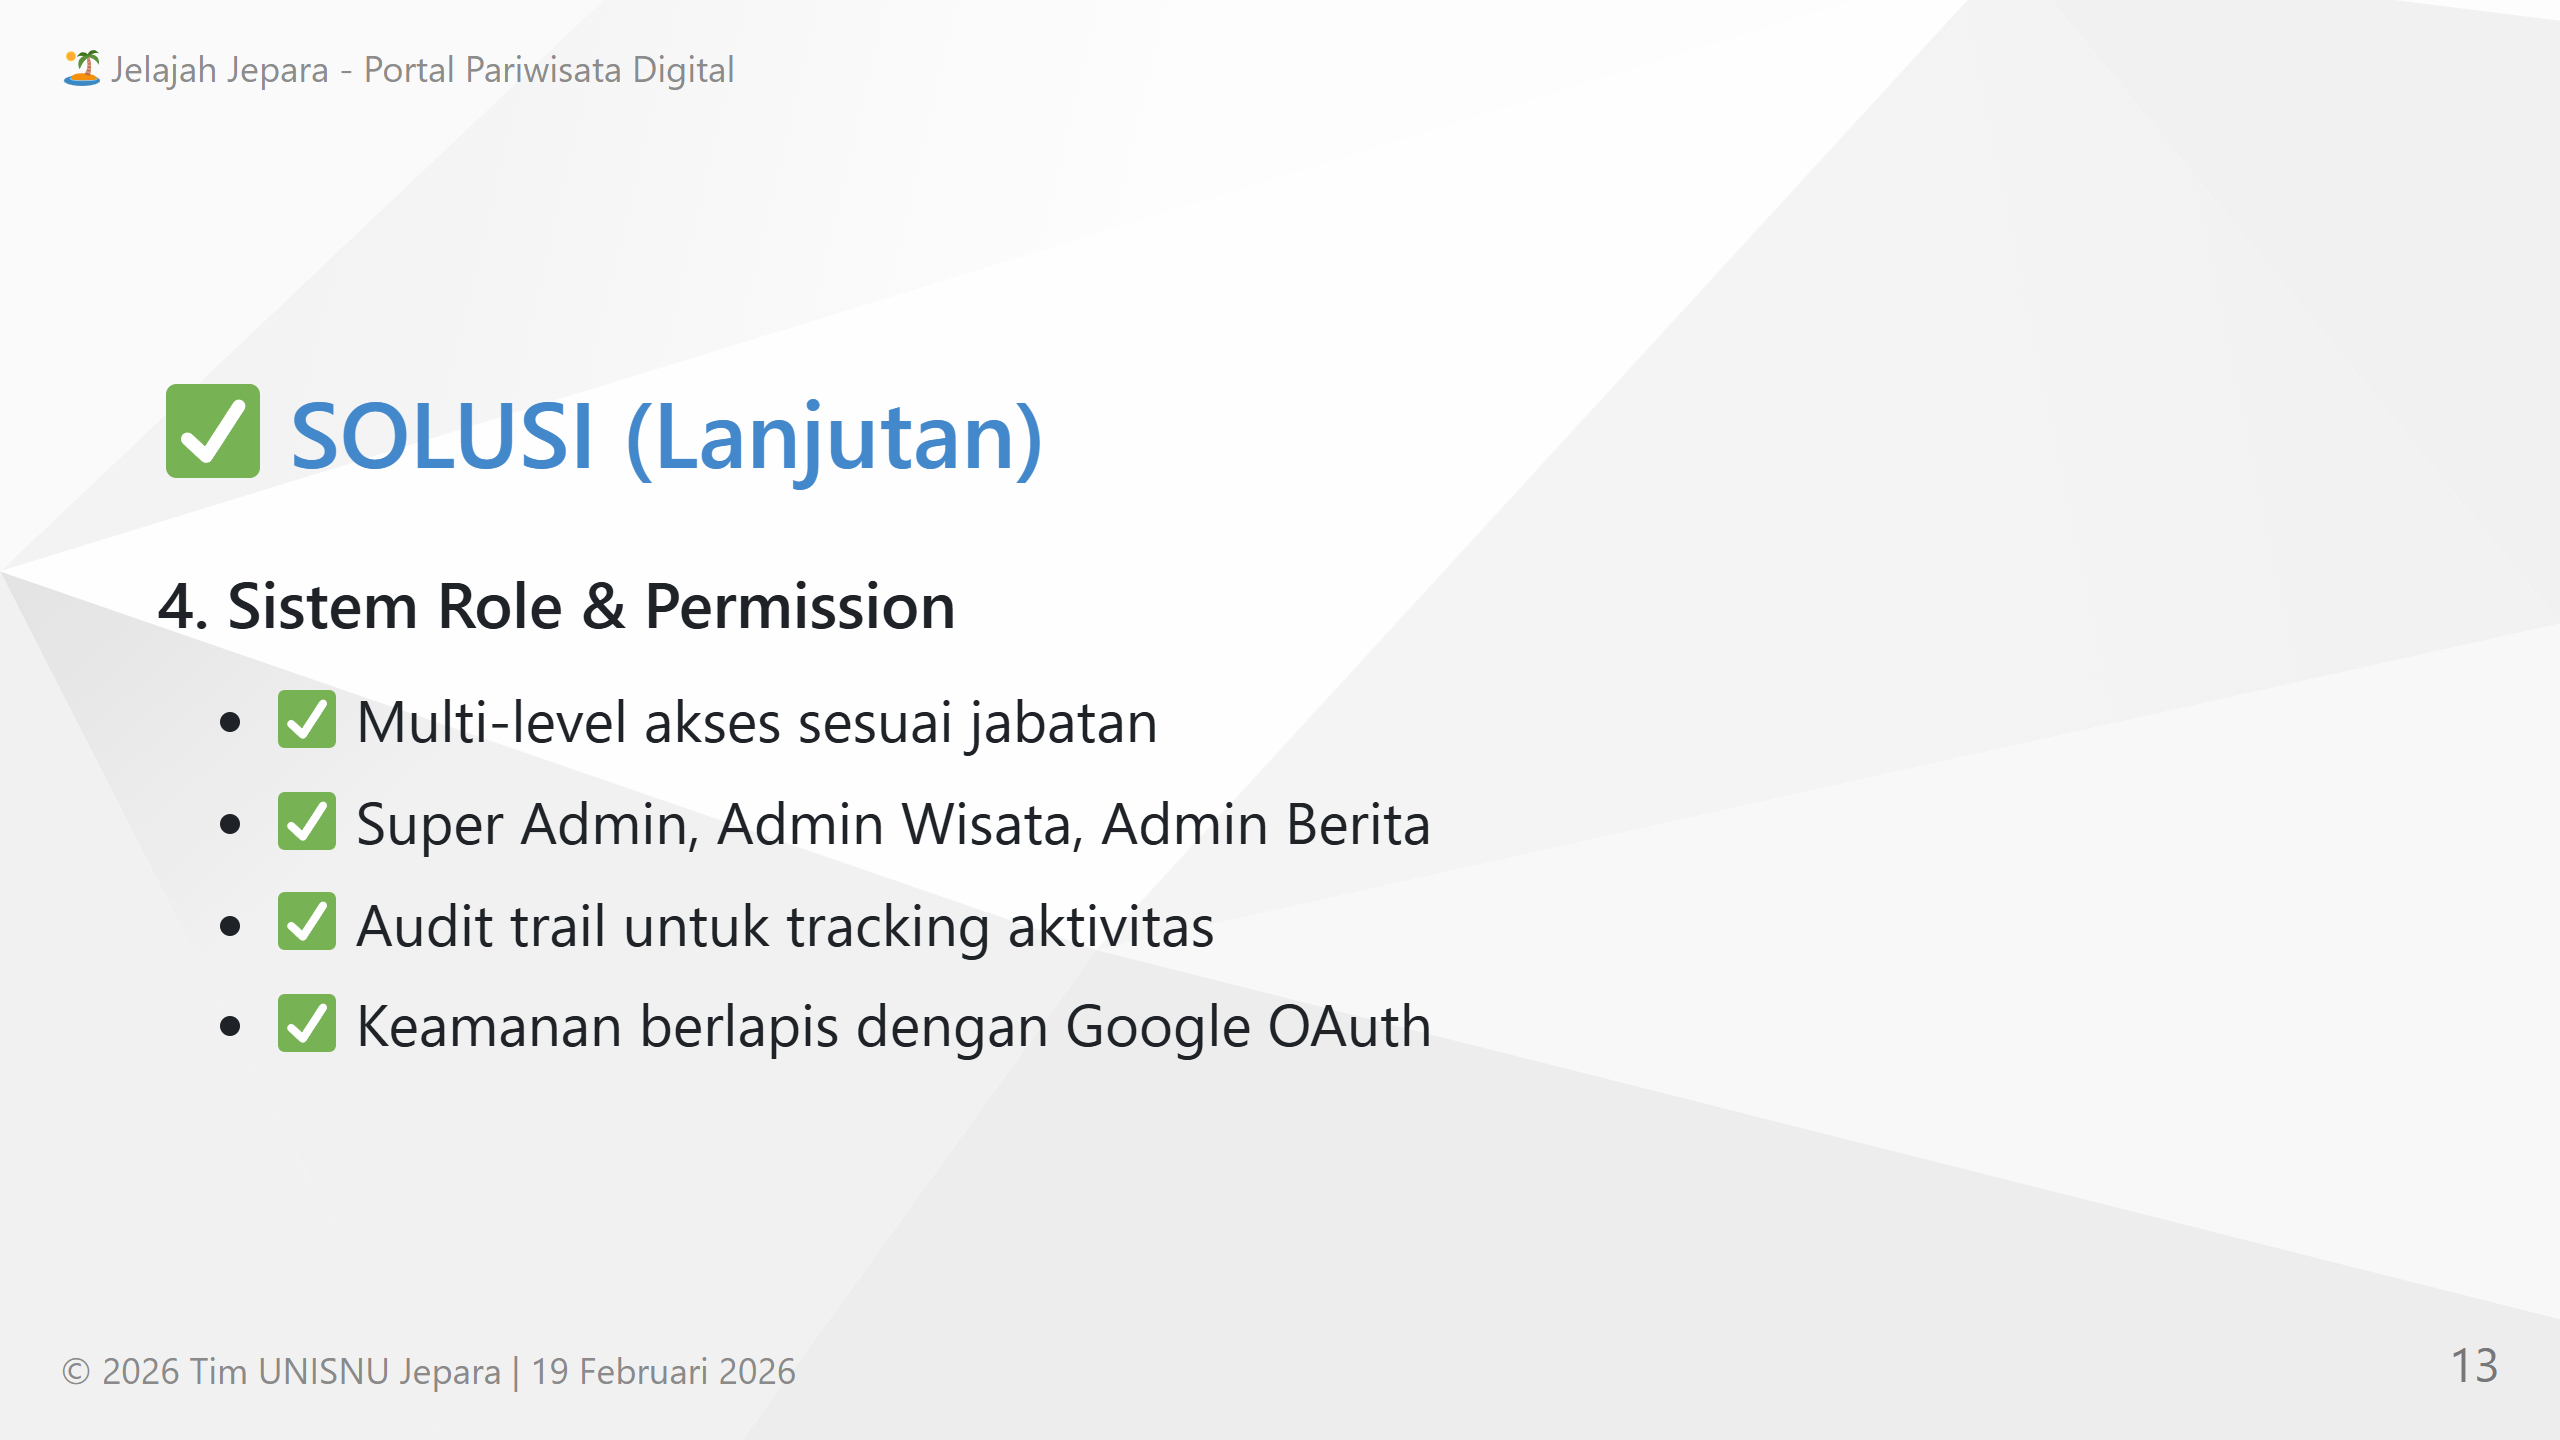 🏝️ Jelajah Jepara - Portal Pariwisata Digital
✅ SOLUSI (Lanjutan)
4. Sistem Role & Permission
• ✅ Multi-level akses sesuai jabatan
• ✅ Super Admin, Admin Wisata, Admin Berita
• ✅ Audit trail untuk tracking aktivitas
• ✅ Keamanan berlapis dengan Google OAuth
© 2026 Tim UNISNU Jepara | 19 Februari 2026
13